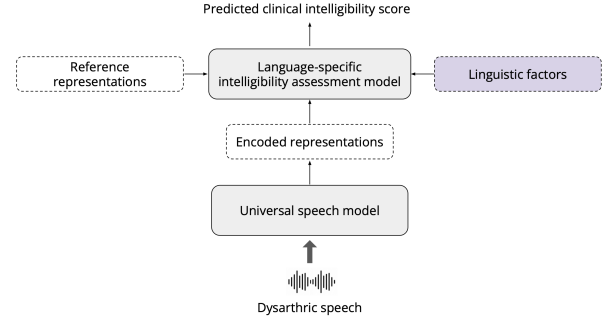 Predicted clinical intelligibility score
Reference
representations
Language-specific
intelligibility assessment model
Linguistic factors
Encoded representations
Universal speech model
Dysarthric speech